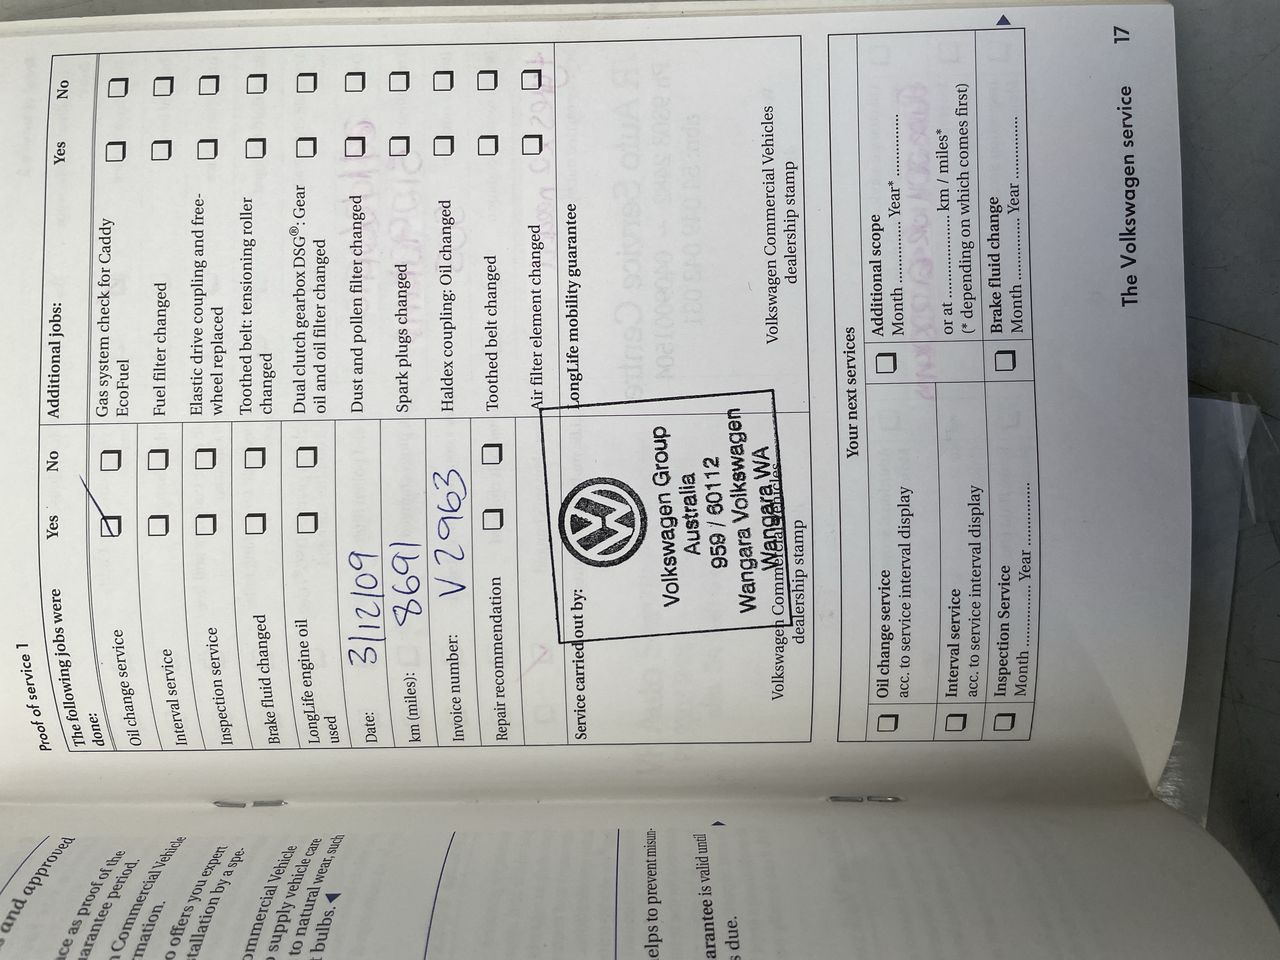 Proof of service 1
The following jobs were
done:
Yes
No
Additional jobs:
Yes
No
Oil change service
Gas system check for Caddy
EcoFuel
Interval service
Fuel filter changed
Inspection service
Elastic drive coupling and free-
wheel replaced
Brake fluid changed
Toothed belt: tensioning roller
changed
LongLife engine oil
used
Dual clutch gearbox DSG®: Gear
oil and oil filter changed
Date:
3/12/09
Dust and pollen filter changed
km (miles):
8691
Spark plugs changed
Invoice number:
V 2963
Haldex coupling: Oil changed
Repair recommendation
Toothed belt changed
Air filter element changed
Service carried out by:
LongLife mobility guarantee
Volkswagen Group
Australia
959 / 60112
Wangara Volkswagen
Wangara WA
Volkswagen Commercial Vehicles
dealership stamp
Volkswagen Commercial Vehicles
dealership stamp
Your next services
Oil change service
acc. to service interval display
Additional scope
Month ............. Year* .............
or at ................. km / miles*
(* depending on which comes first)
Interval service
acc. to service interval display
Inspection Service
Month ............. Year .................
Brake fluid change
Month ............. Year .............
The Volkswagen service 17
and approved
as proof of the
guarantee period.
Commercial Vehicle
offers you expert
by a spe-
Commercial Vehicle
supply vehicle care
to natural wear, such
bulbs.
to prevent misun-
is valid until
due.